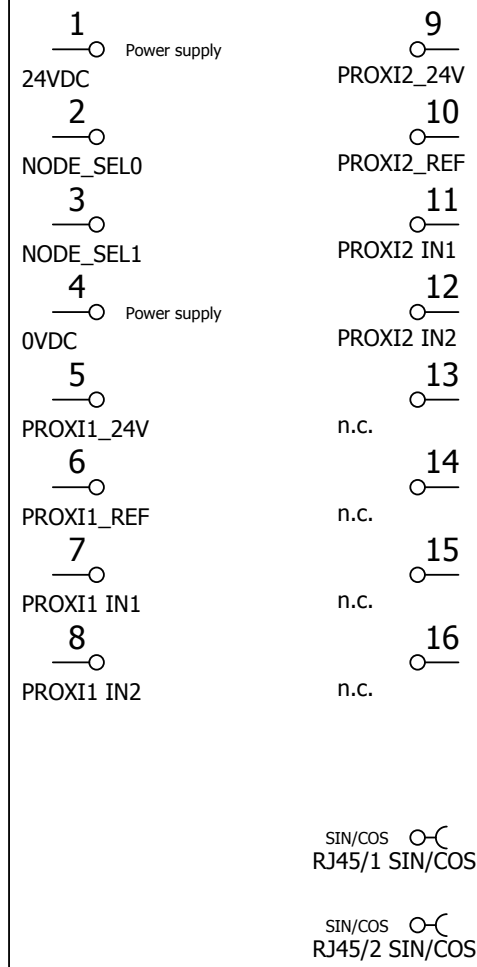 1
Power supply
24VDC
2
NODE_SEL0
3
NODE_SEL1
4
Power supply
0VDC
5
PROXI1_24V
6
PROXI1_REF
7
PROXI1 IN1
8
PROXI1 IN2
9
PROXI2_24V
10
PROXI2_REF
11
PROXI2 IN1
12
PROXI2 IN2
13
n.c.
14
n.c.
15
n.c.
16
n.c.
SIN/COS
RJ45/1 SIN/COS
SIN/COS
RJ45/2 SIN/COS